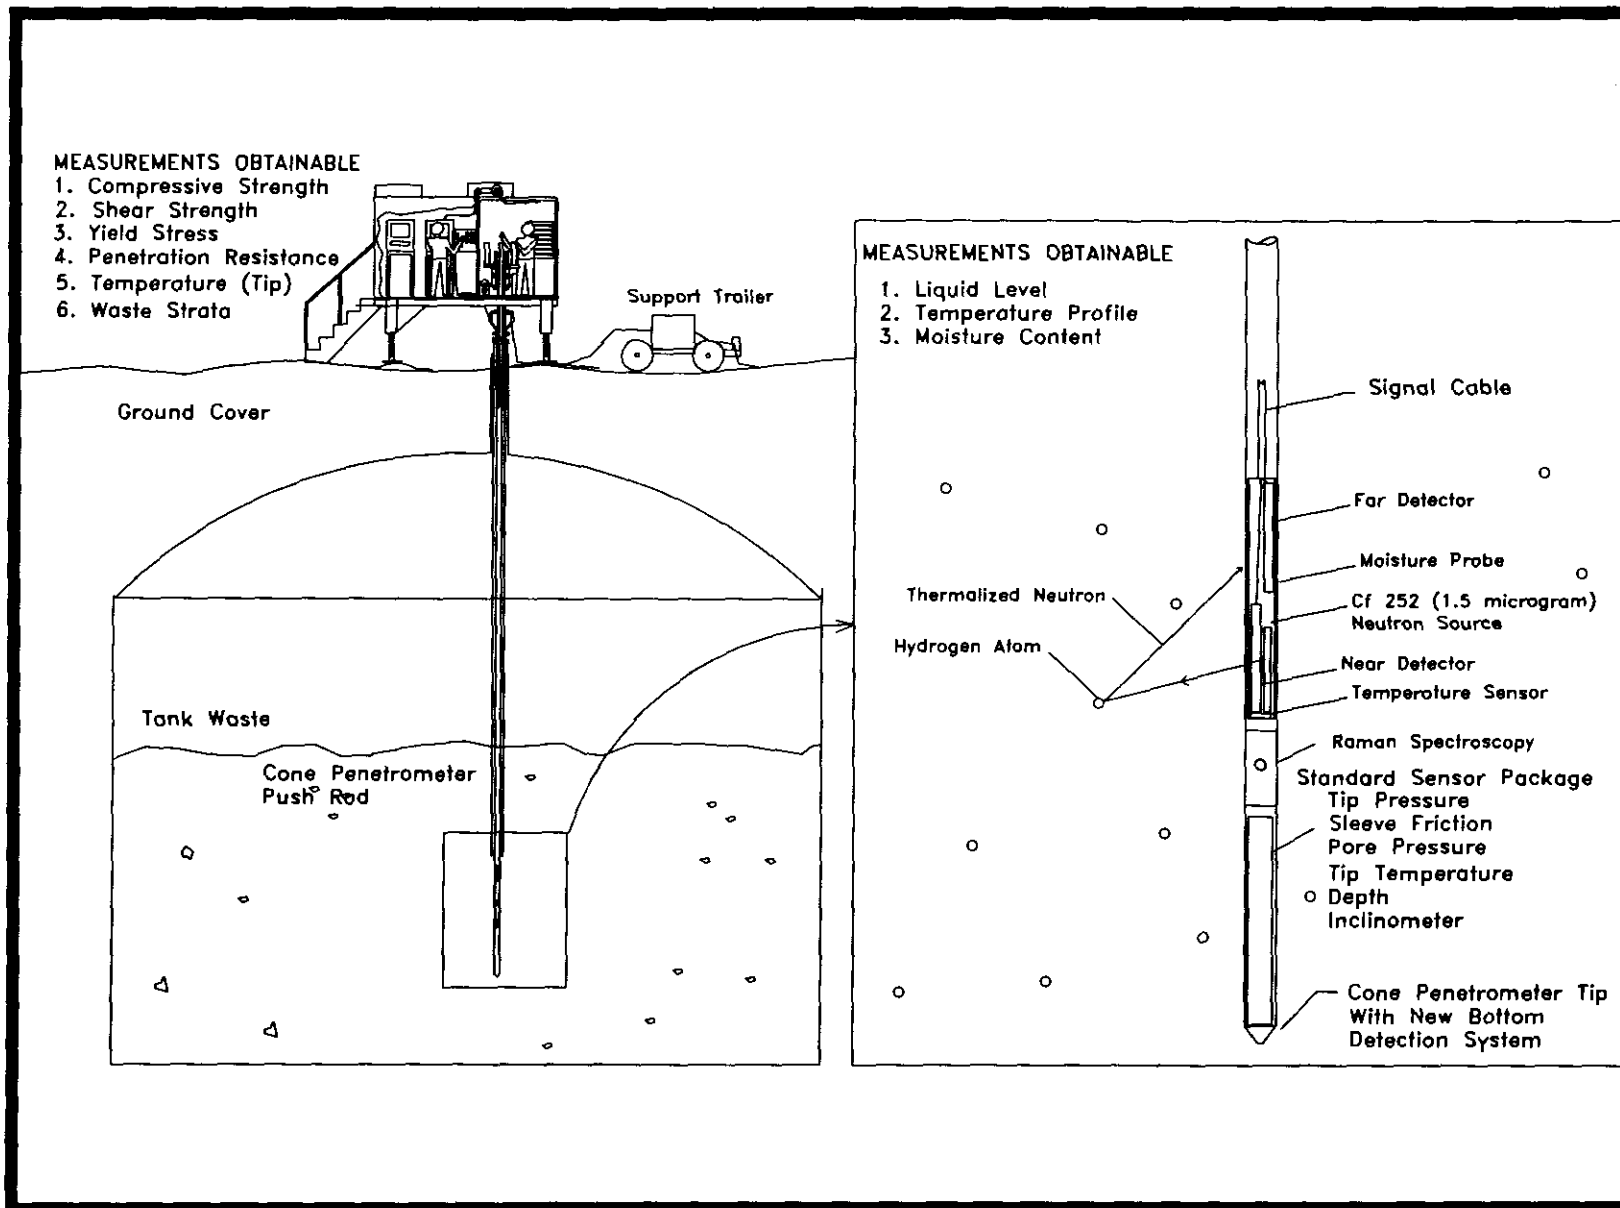 MEASUREMENTS OBTAINABLE
1. Compressive Strength
2. Shear Strength
3. Yield Stress
4. Penetration Resistance
5. Temperature (Tip)
6. Waste Strata
Support Trailer
Ground Cover
Tank Waste
Cone Penetrometer
Push Rod
MEASUREMENTS OBTAINABLE
1. Liquid Level
2. Temperature Profile
3. Moisture Content
Signal Cable
Far Detector
Moisture Probe
Thermalized Neutron
Cf 252 (1.5 microgram)
Neutron Source
Hydrogen Atom
Near Detector
Temperature Sensor
Raman Spectroscopy
Standard Sensor Package
Tip Pressure
Sleeve Friction
Pore Pressure
Tip Temperature
Depth
Inclinometer
Cone Penetrometer Tip
With New Bottom
Detection System